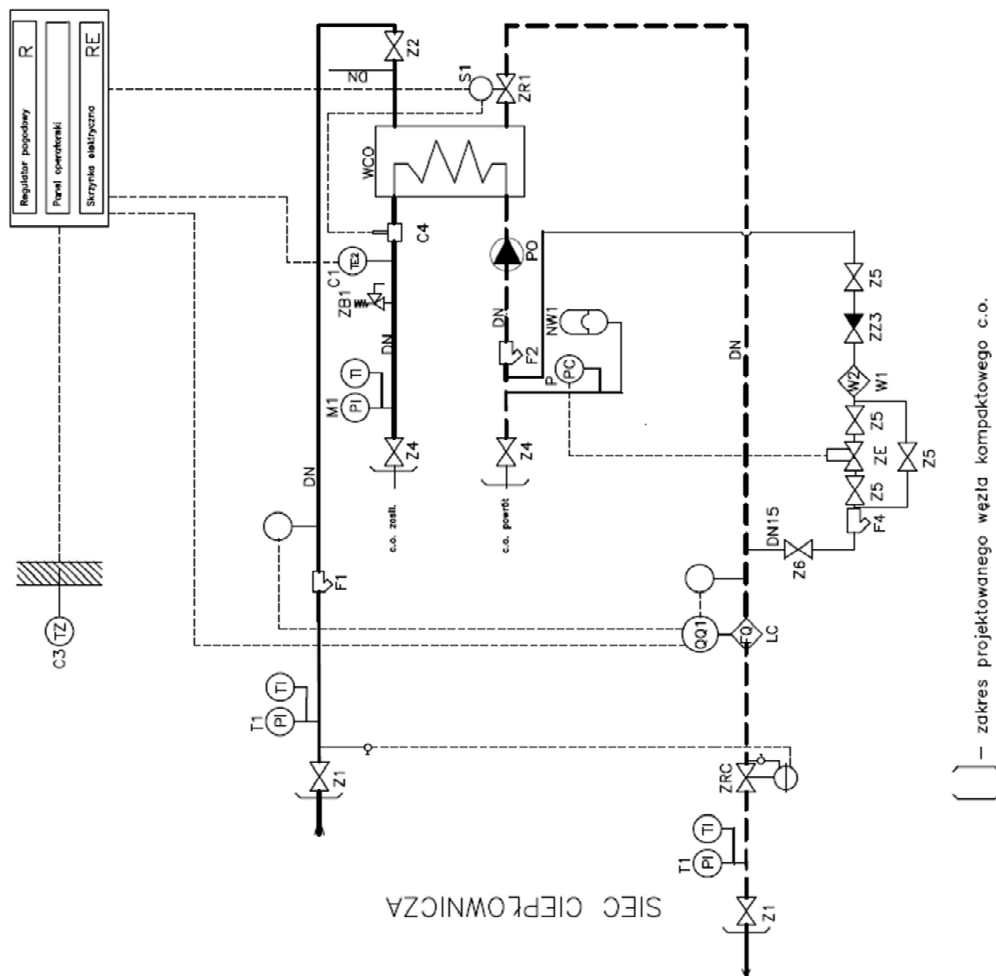 Regulator pogodowy R
Panel operatorski
Skrzynka elektryczna RE
Z2
DN
S1
ZR1
WCO
C4
C1
TE2
ZB1
DN
M1
PI
TI
Z4
c.o. zasil.
PO
DN
F2
NW1
P
PC
Z4
c.o. powrót
DN
F1
C3
TZ
T1
PI
TI
Z1
DN
Z5
ZZ3
W2
W1
Z5
ZE
Z5
Z5
F4
DN15
Z6
QQ1
FQ
LC
ZRC
T1
PI
TI
Z1
SIEC CIEPŁOWNICZA
– zakres projektowanego węzła kompaktowego c.o.